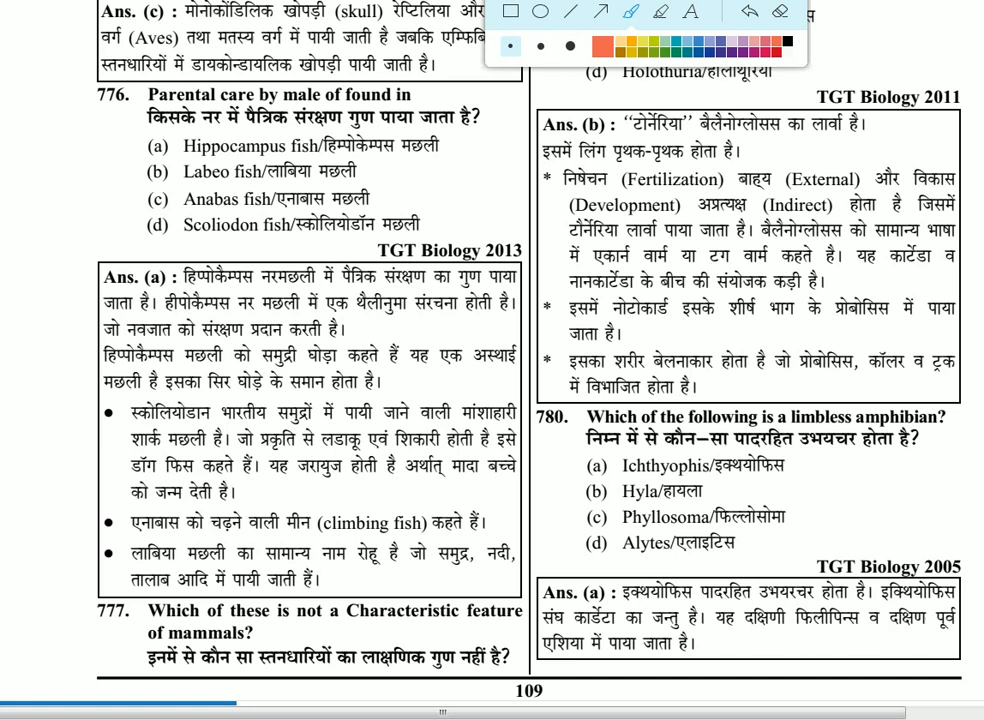 Ans. (c) : मोनोकोंडिलिक खोपड़ी (skull) रेप्टिलिया और
वर्ग (Aves) तथा मतस्य वर्ग में पायी जाती है जबकि एम्फिबि
स्तनधारियों में डायकोन्डायलिक खोपड़ी पायी जाती है।
776. Parental care by male of found in
किसके नर में पैत्रिक संरक्षण गुण पाया जाता है?
(a) Hippocampus fish/हिम्पोकेम्पस मछली
(b) Labeo fish/लाबिया मछली
(c) Anabas fish/एनाबास मछली
(d) Scoliodon fish/स्कोलियोडॉन मछली
TGT Biology 2013
Ans. (a) : हिप्पोकैम्पस नरमछली में पैत्रिक संरक्षण का गुण पाया
जाता है। हीपोकैम्पस नर मछली में एक थैलीनुमा संरचना होती है।
जो नवजात को संरक्षण प्रदान करती है।
हिप्पोकैम्पस मछली को समुद्री घोड़ा कहते हैं यह एक अस्थाई
मछली है इसका सिर घोड़े के समान होता है।
● स्कोलियोडान भारतीय समुद्रों में पायी जाने वाली मांशाहारी
शार्क मछली है। जो प्रकृति से लडाकू एवं शिकारी होती है इसे
डॉग फिस कहते हैं। यह जरायुज होती है अर्थात् मादा बच्चे
को जन्म देती है।
● एनाबास को चढ़ने वाली मीन (climbing fish) कहते हैं।
● लाबिया मछली का सामान्य नाम रोहू है जो समुद्र, नदी,
तालाब आदि में पायी जाती हैं।
777. Which of these is not a Characteristic feature
of mammals?
इनमें से कौन सा स्तनधारियों का लाक्षणिक गुण नहीं है?
A
(d) Holothuria/हालोथूरिया
TGT Biology 2011
Ans. (b) : ‘‘टोर्नेरिया’’ बैलैनोग्लोसस का लार्वा है।
इसमें लिंग पृथक-पृथक होता है।
* निषेचन (Fertilization) बाह्य (External) और विकास
(Development) अप्रत्यक्ष (Indirect) होता है जिसमें
टौर्नेरिया लार्वा पाया जाता है। बैलैनोग्लोसस को सामान्य भाषा
में एकार्न वार्म या टग वार्म कहते है। यह कार्टेडा व
नानकार्टेडा के बीच की संयोजक कड़ी है।
* इसमें नोटोकार्ड इसके शीर्ष भाग के प्रोबोसिस में पाया
जाता है।
* इसका शरीर बेलनाकार होता है जो प्रोबोसिस, कॉलर व ट्रक
में विभाजित होता है।
780. Which of the following is a limbless amphibian?
निम्न में से कौन–सा पादरहित उभयचर होता है?
(a) Ichthyophis/इक्थयोफिस
(b) Hyla/हायला
(c) Phyllosoma/फिल्लोसोमा
(d) Alytes/एलाइटिस
TGT Biology 2005
Ans. (a) : इक्थयोफिस पादरहित उभयरचर होता है। इक्थियोफिस
संघ कार्डेटा का जन्तु है। यह दक्षिणी फिलीपिन्स व दक्षिण पूर्व
एशिया में पाया जाता है।
109